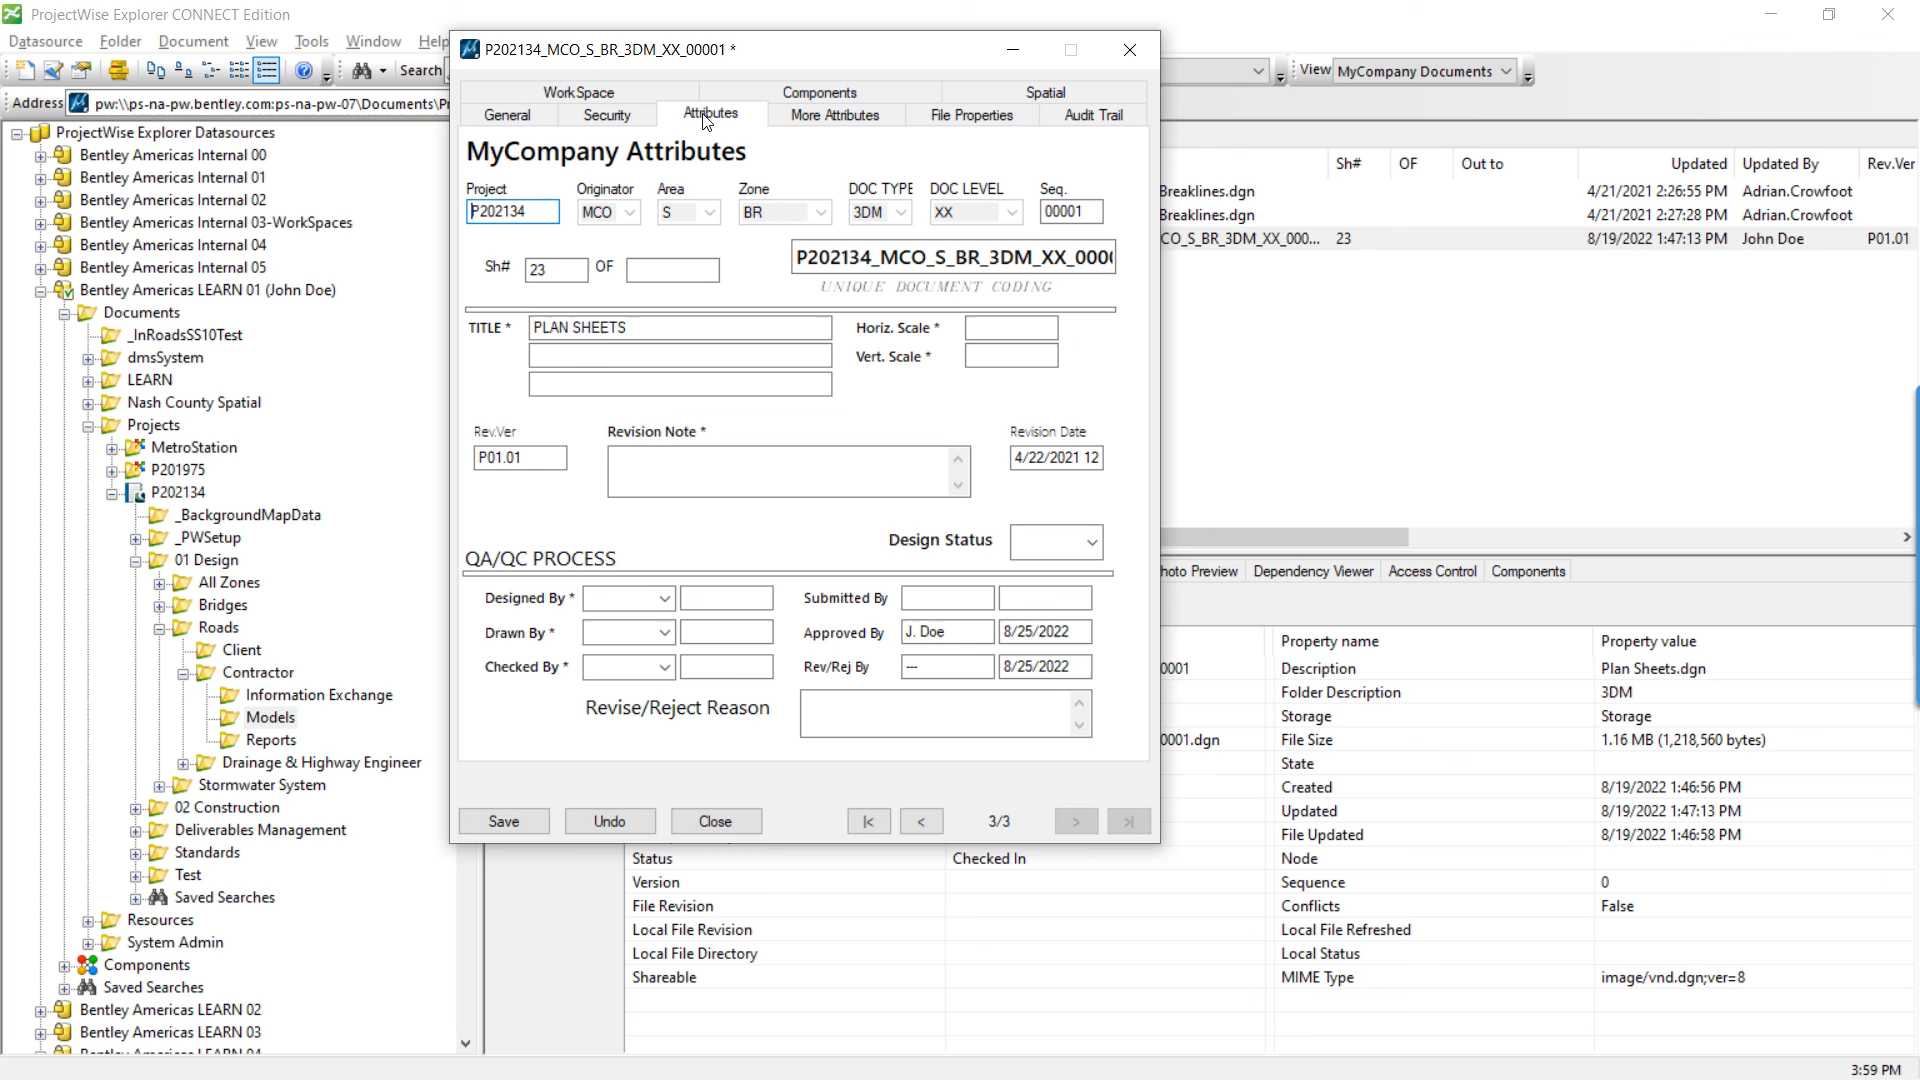 ProjectWise Explorer CONNECT Edition
Datasource Folder Document View Tools Window Help
Search
View MyCompany Documents
Address pw:\\ps-na-pw.bentley.com:ps-na-pw-07\Documents\Pr
ProjectWise Explorer Datasources
Bentley Americas Internal 00
Bentley Americas Internal 01
Bentley Americas Internal 02
Bentley Americas Internal 03-WorkSpaces
Bentley Americas Internal 04
Bentley Americas Internal 05
Bentley Americas LEARN 01 (John Doe)
Documents
_InRoadsSS10Test
dmsSystem
LEARN
Nash County Spatial
Projects
MetroStation
P201975
P202134
_BackgroundMapData
_PWSetup
01 Design
All Zones
Bridges
Roads
Client
Contractor
Information Exchange
Models
Reports
Drainage & Highway Engineer
Stormwater System
02 Construction
Deliverables Management
Standards
Test
Saved Searches
Resources
System Admin
Components
Saved Searches
Bentley Americas LEARN 02
Bentley Americas LEARN 03
Bentley Americas LEARN 04
P202134_MCO_S_BR_3DM_XX_00001 *
WorkSpace Components Spatial
General Security Attributes More Attributes File Properties Audit Trail
MyCompany Attributes
Project Originator Area Zone DOC TYPE DOC LEVEL Seq.
P202134 MCO S BR 3DM XX 00001
Sh# 23 OF P202134_MCO_S_BR_3DM_XX_000(
UNIQUE DOCUMENT CODING
TITLE * PLAN SHEETS Horiz. Scale *
Vert. Scale *
Rev.Ver Revision Note * Revision Date
P01.01 4/22/2021 12
Design Status
QA/QC PROCESS
Designed By * Submitted By
Drawn By * Approved By J. Doe 8/25/2022
Checked By * Rev/Rej By --- 8/25/2022
Revise/Reject Reason
Save Undo Close |< < 3/3 > >|
Sh# OF Out to Updated Updated By Rev.Ver
Breaklines.dgn 4/21/2021 2:26:55 PM Adrian.Crowfoot
Breaklines.dgn 4/21/2021 2:27:28 PM Adrian.Crowfoot
CO_S_BR_3DM_XX_000... 23 8/19/2022 1:47:13 PM John Doe P01.01
hoto Preview Dependency Viewer Access Control Components
Property name Property value
0001 Description Plan Sheets.dgn
Folder Description 3DM
Storage Storage
0001.dgn File Size 1.16 MB (1,218,560 bytes)
State
Created 8/19/2022 1:46:56 PM
Updated 8/19/2022 1:47:13 PM
File Updated 8/19/2022 1:46:58 PM
Status Checked In Node
Version Sequence 0
File Revision Conflicts False
Local File Revision Local File Refreshed
Local File Directory Local Status
Shareable MIME Type image/vnd.dgn;ver=8
3:59 PM